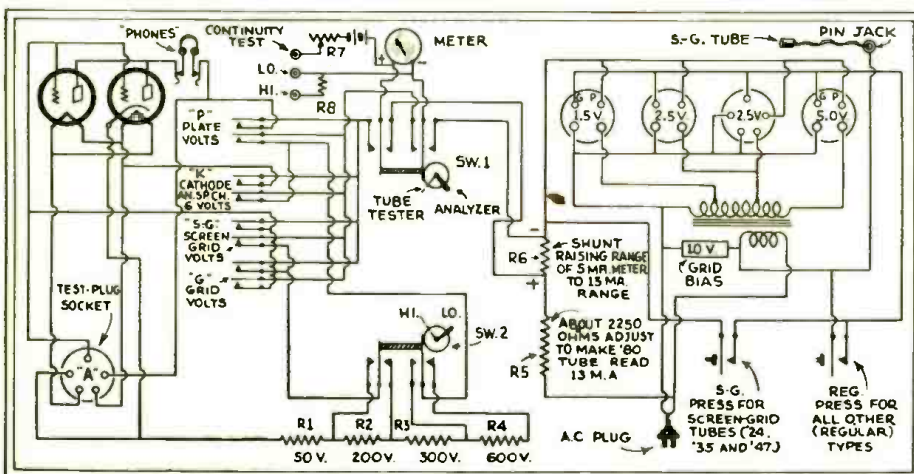 "PHONES"
CONTINUITY
TEST
R7
+
-
METER
LO.
HI.
R8
S.-G. TUBE
PIN JACK
G P
1.5 V.
G P
2.5 V.
2.5V.
G P
5.0V.
"P"
PLATE
VOLTS
"K"
CATHODE
AN.SP.CH.
6 VOLTS
"S-G"
SCREEN
GRID
VOLTS
"G"
GRID
VOLTS
SW.1
TUBE
TESTER
ANALYZER
TEST-PLUG
SOCKET
"A"
HI.
LO.
SW.2
-
R6
+
SHUNT
RAISING RANGE
OF 5 MA. METER
TO 15 MA.
RANGE
10 V.
GRID
BIAS
R5
ABOUT 2250
OHMS ADJUST
TO MAKE '80
TUBE READ
13 M.A
A.C PLUG
S.-G.
PRESS FOR
SCREEN-GRID
TUBES ('24,
'35 AND '47)
REG.
PRESS FOR
ALL OTHER
(REGULAR)
TYPES
R1
R2
R3
R4
50 V.
200V.
300V.
600V.